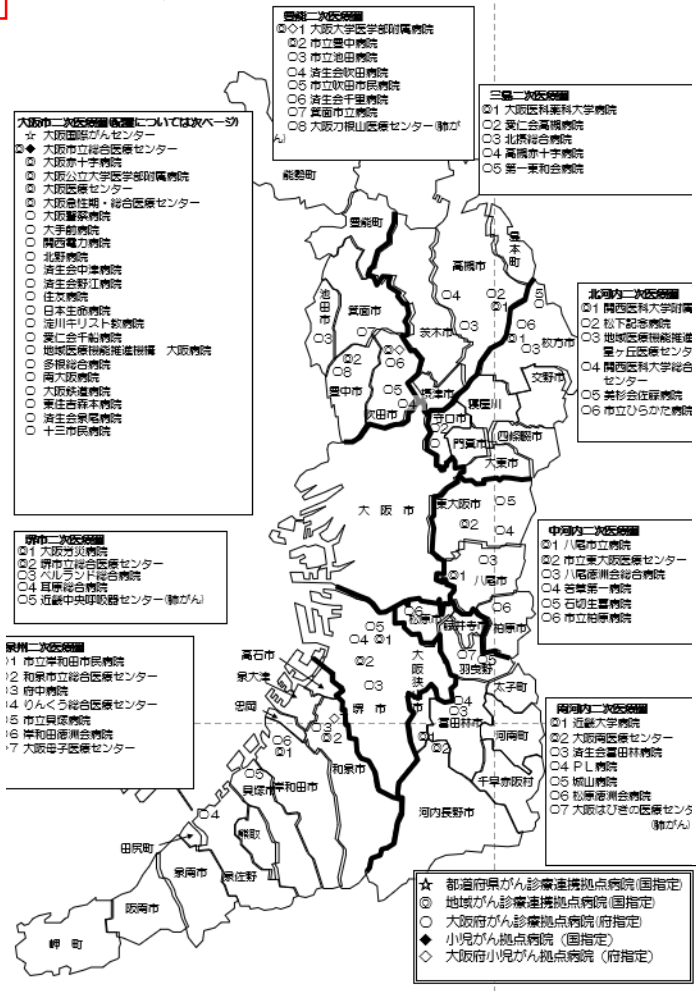 豊能二次医療圏
◎◇1 大阪大学医学部附属病院
◎2 市立豊中病院
○3 市立池田病院
○4 済生会吹田病院
○5 市立吹田市民病院
○6 済生会千里病院
○7 箕面市立病院
○8 大阪刀根山医療センター(肺がん)
三島二次医療圏
◎1 大阪医科薬科大学病院
○2 愛仁会高槻病院
○3 北摂総合病院
○4 高槻赤十字病院
○5 第一東和会病院
大阪市二次医療圏(配置については次ページ)
☆ 大阪国際がんセンター
◎◆ 大阪市立総合医療センター
◎ 大阪赤十字病院
◎ 大阪公立大学医学部附属病院
◎ 大阪医療センター
◎ 大阪急性期・総合医療センター
○ 大阪警察病院
○ 大手前病院
○ 関西電力病院
○ 北野病院
○ 済生会中津病院
○ 済生会野江病院
○ 住友病院
○ 日本生命病院
○ 淀川キリスト教病院
○ 愛仁会千船病院
○ 地域医療機能推進機構 大阪病院
○ 多根総合病院
○ 南大阪病院
○ 大阪鉄道病院
○ 東住吉森本病院
○ 済生会泉尾病院
○ 十三市民病院
北河内二次医療圏
◎1 関西医科大学附属
○2 松下記念病院
○3 地域医療機能推進
星ヶ丘医療センタ
○4 関西医科大学総合
センター
○5 美杉会佐藤病院
○6 市立ひらかた病院
堺市二次医療圏
◎1 大阪労災病院
◎2 堺市立総合医療センター
○3 ベルランド総合病院
○4 耳原総合病院
○5 近畿中央呼吸器センター(肺がん)
中河内二次医療圏
◎1 八尾市立病院
◎2 市立東大阪医療センター
○3 八尾徳洲会総合病院
○4 若草第一病院
○5 石切生喜病院
○6 市立柏原病院
泉州二次医療圏
1 市立岸和田市民病院
2 和泉市立総合医療センター
3 府中病院
4 りんくう総合医療センター
5 市立貝塚病院
6 岸和田徳洲会病院
7 大阪母子医療センター
南河内二次医療圏
◎1 近畿大学病院
◎2 大阪南医療センター
○3 済生会富田林病院
○4 PL病院
○5 城山病院
○6 松原徳洲会病院
○7 大阪はびきの医療センタ
(肺がん)
能勢町
豊能町
池田市
○3
箕面市
○7
◎2
○8
豊中市
◎◇
○6
○5
吹田市
○4
茨木市
高槻市
○4
○2
◎1
○3
島本町
摂津市
○5
○6
◎1
○3
枚方市
交野市
寝屋川
守口市
○2
門真市
四條畷市
大東市
大阪市
東大阪市
○5
◎2
○4
○3
◎1
八尾市
○6
松原市
藤井寺市
○6
柏原市
○7
○5
羽曳野
○5
○4
◎1
◎2
○3
堺市
大阪狭山市
高石市
泉大津
忠岡
◇
○3
◎2
和泉市
○6
◎1
岸和田市
○5
貝塚市
○4
熊取
田尻町
泉佐野
泉南市
阪南市
岬町
○4
○3
富田林市
◎1
◎2
太子町
河南町
千早赤阪村
河内長野市
☆ 都道府県がん診療連携拠点病院(国指定)
◎ 地域がん診療連携拠点病院(国指定)
○ 大阪府がん診療拠点病院(府指定)
◆ 小児がん拠点病院(国指定)
◇ 大阪府小児がん拠点病院(府指定)